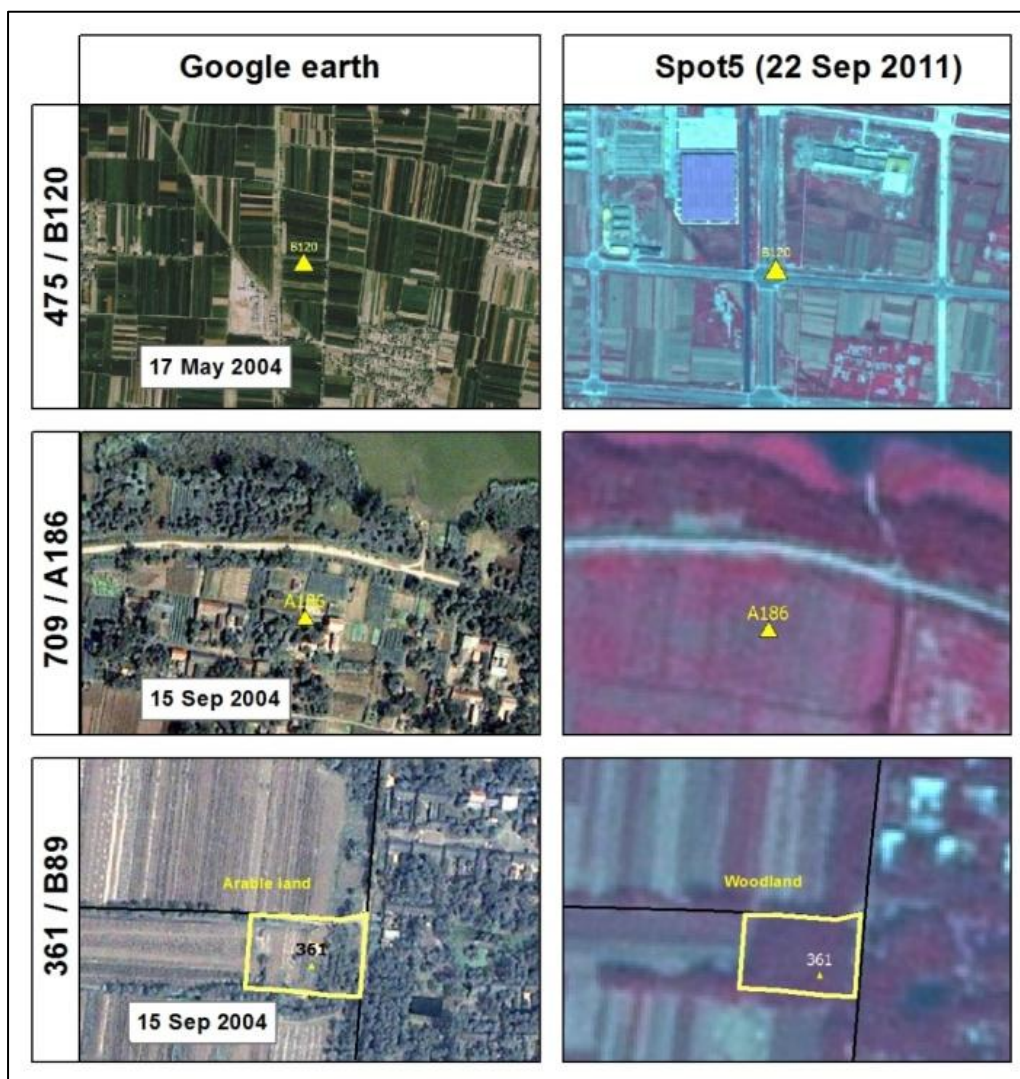 Google earth
Spot5 (22 Sep 2011)
475 / B120
B120
17 May 2004
B120
709 / A186
A186
15 Sep 2004
A186
361 / B89
Arable land
361
15 Sep 2004
Woodland
361